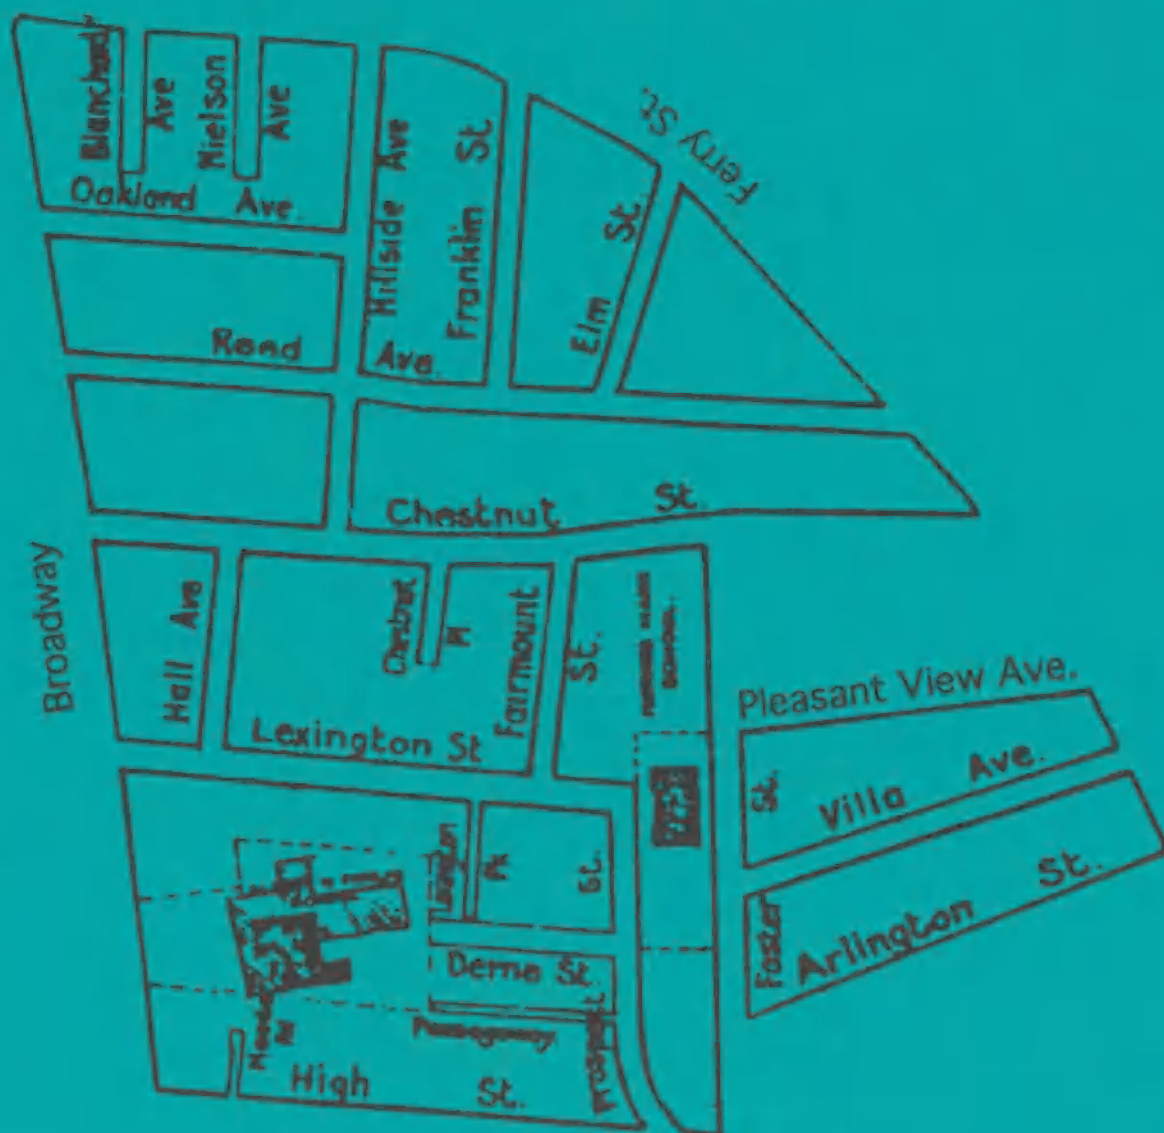 Blanchard
Ave
Nielson
Ave
Oakland Ave.
Hillside Ave
Franklin St
Ferry St.
Elm St.
Road
Ave.
Chestnut St.
Broadway
Hall Ave
Chestnut
Pl
Fairmount
St.
Lexington St
Pleasant View Ave.
St.
Villa Ave.
Foster
Arlington St.
Lexington
Pk
St.
Derne St.
Passageway
Prospect
Rd
High St.